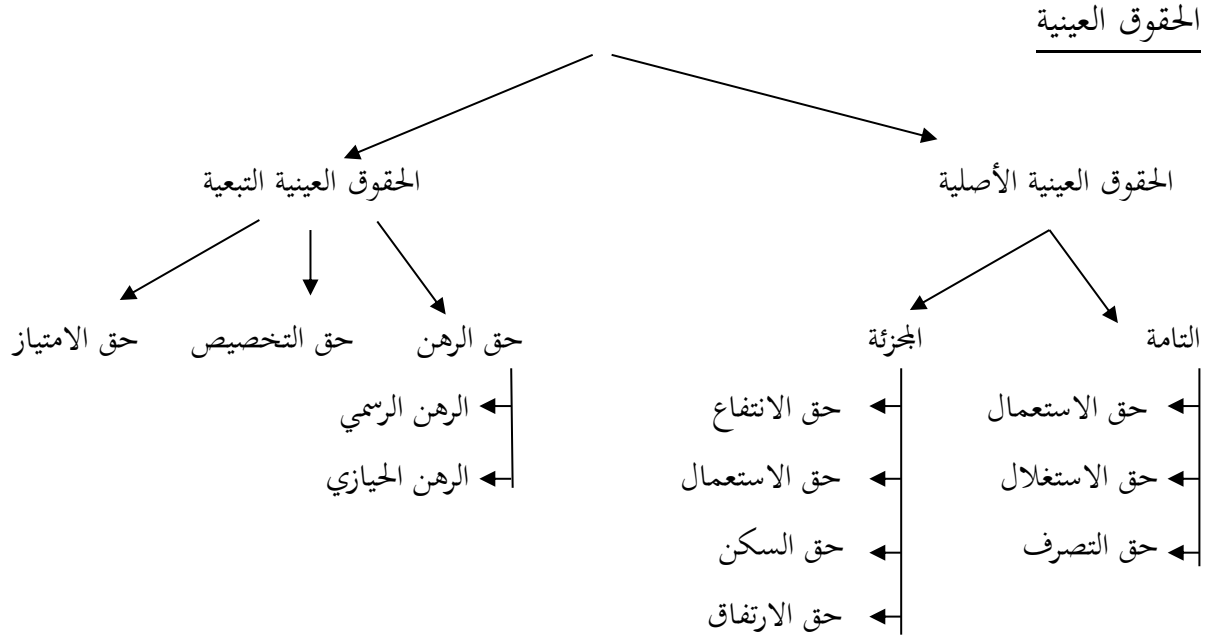 الحقوق العينية
الحقوق العينية الأصلية
الحقوق العينية التبعية
التامة
المجزئة
حق الرهن
حق التخصيص
حق الامتياز
حق الاستعمال
حق الانتفاع
الرهن الرسمي
حق الاستغلال
حق الاستعمال
الرهن الحيازي
حق التصرف
حق السكن
حق الارتفاق